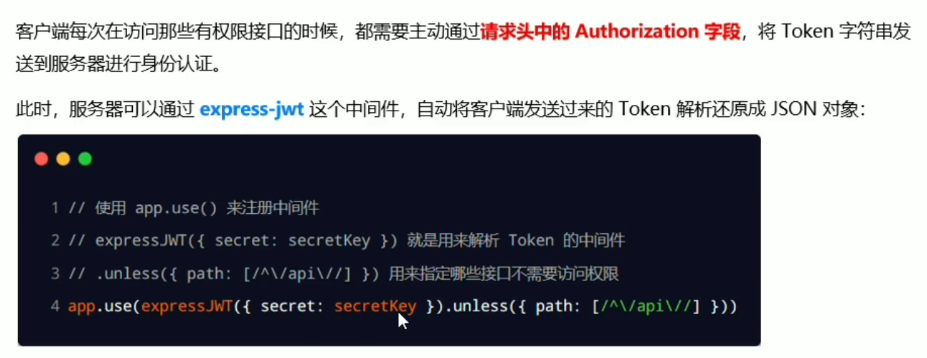 客户端每次在访问那些有权限接口的时候，都需要主动通过请求头中的 Authorization 字段，将 Token 字符串发
送到服务器进行身份认证。
此时，服务器可以通过 express-jwt 这个中间件，自动将客户端发送过来的 Token 解析还原成 JSON 对象：
1 // 使用 app.use() 来注册中间件
2 // expressJWT({ secret: secretKey }) 就是用来解析 Token 的中间件
3 // .unless({ path: [/^\/api\//] }) 用来指定哪些接口不需要访问权限
4 app.use(expressJWT({ secret: secretKey }).unless({ path: [/^\/api\//] }))